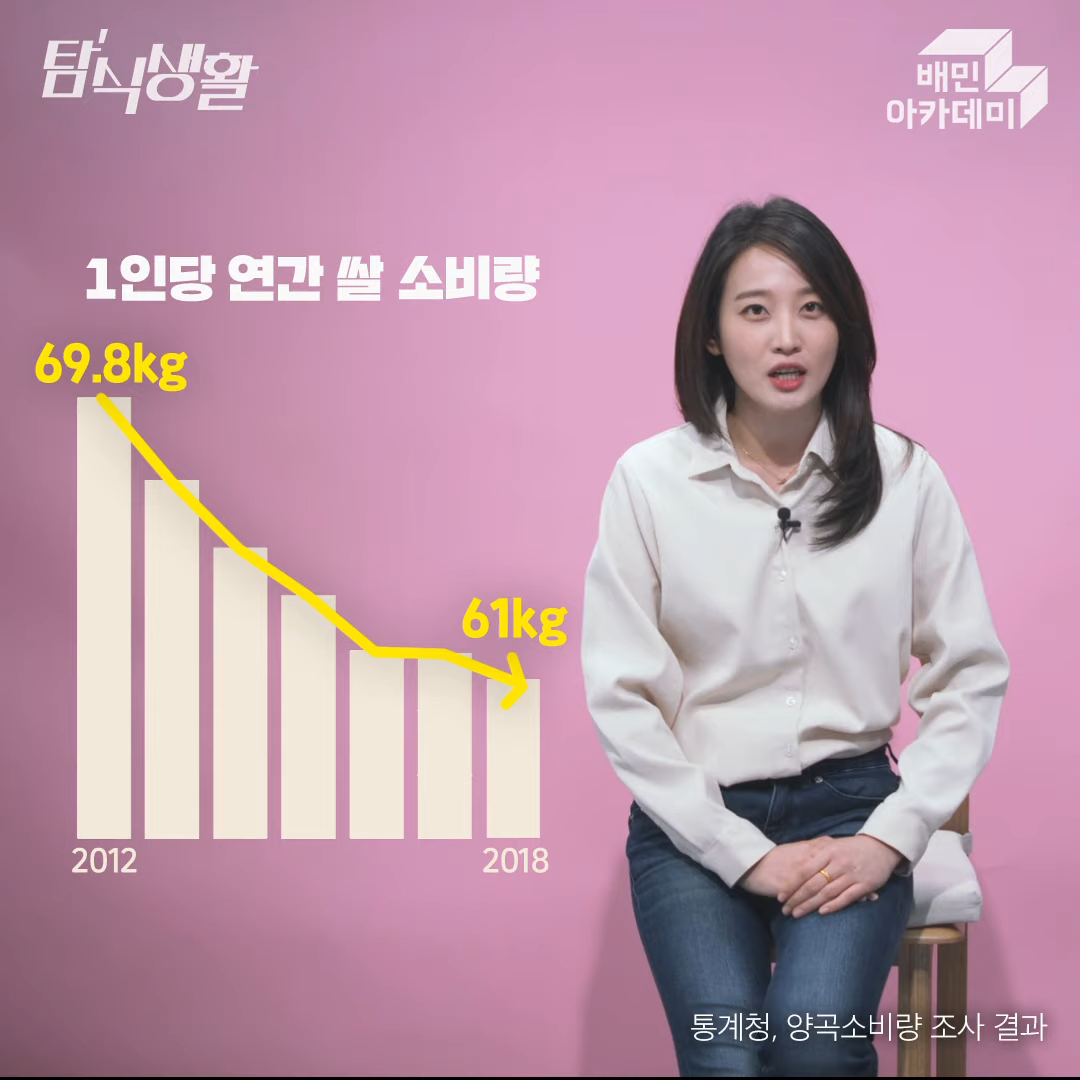 탐식생활
배민
아카데미
1인당 연간 쌀 소비량
69.8kg
61kg
2012
2018
통계청, 양곡소비량 조사 결과